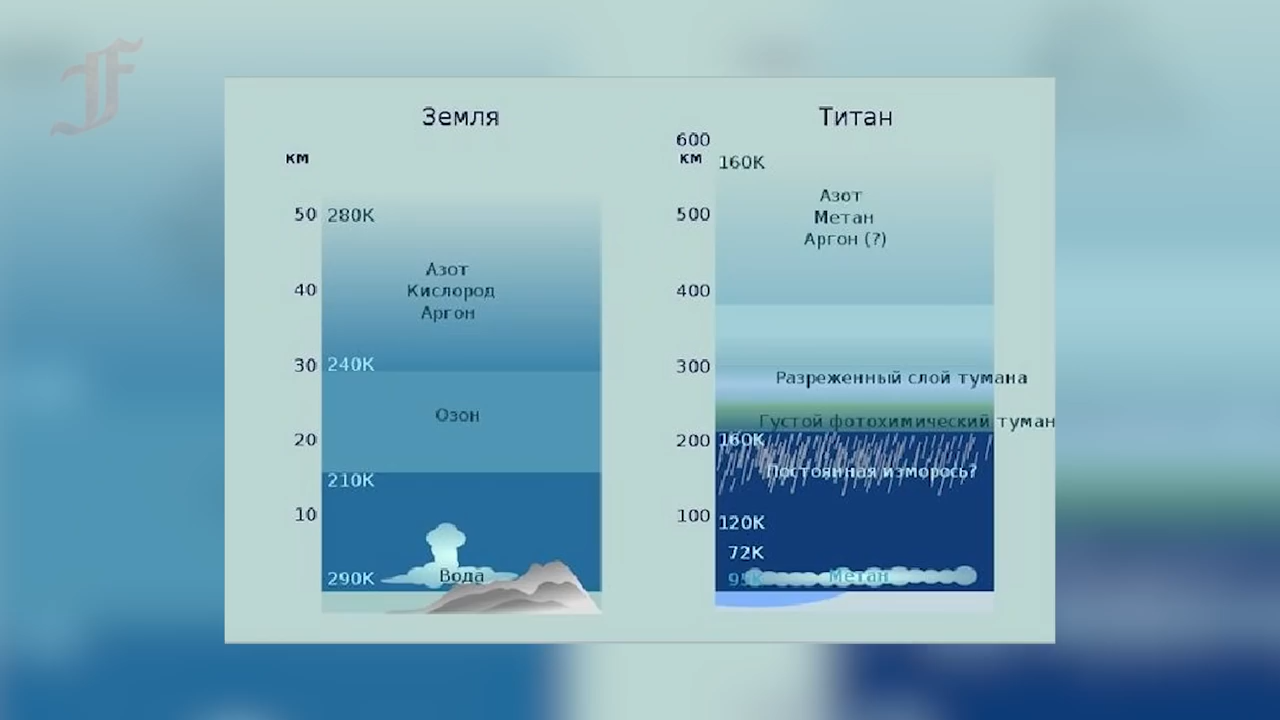 Земля
км
50 280K
Азот
40 Кислород
Аргон
30 240K
Озон
20
210K
10
290K Вода
Титан
600
км 160K
Азот
500 Метан
Аргон (?)
400
300
Разреженный слой тумана
Густой фотохимический туман
200 160K
Постоянная изморось?
100 120K
72K
95K Метан